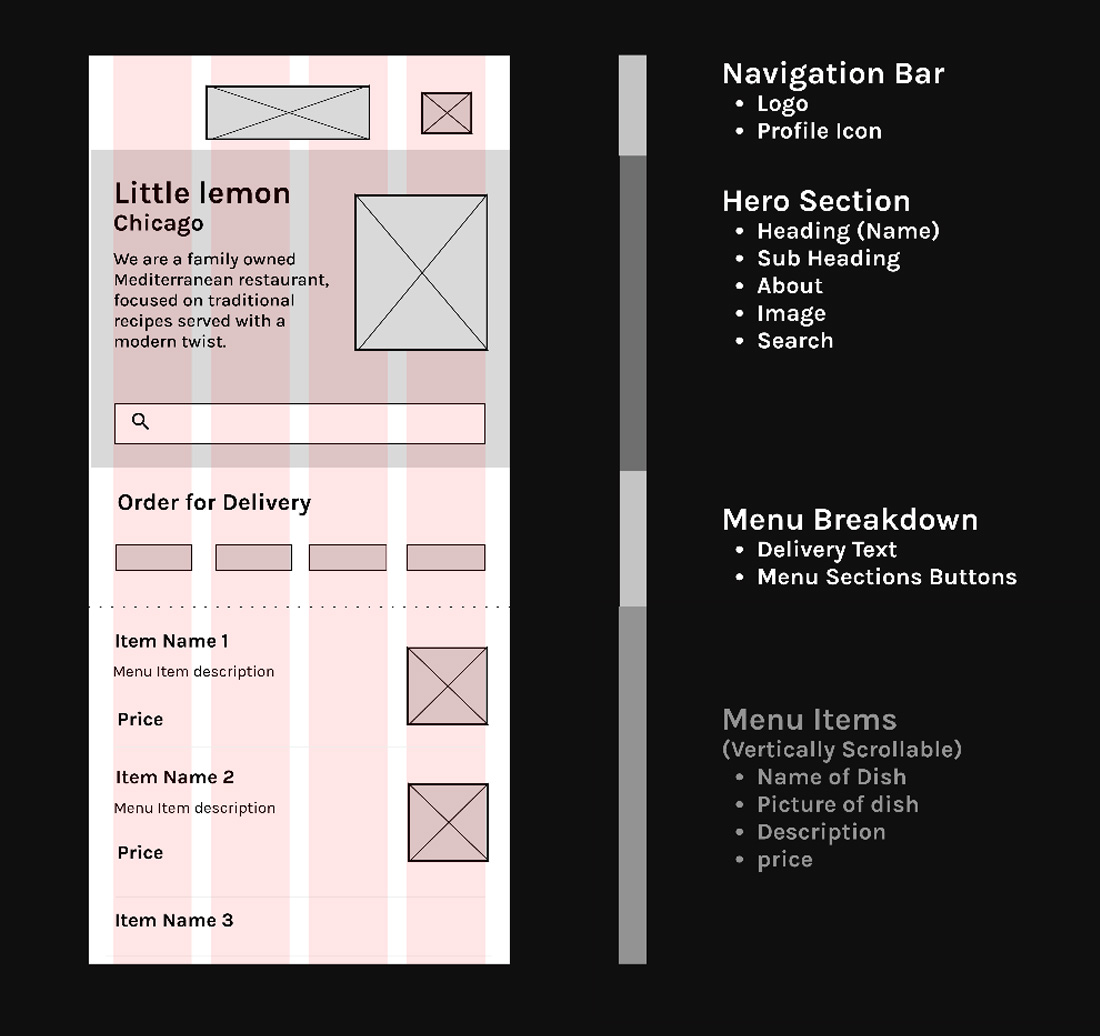 Little lemon
Chicago
We are a family owned
Mediterranean restaurant,
focused on traditional
recipes served with a
modern twist.
Order for Delivery
Item Name 1
Menu Item description
Price
Item Name 2
Menu Item description
Price
Item Name 3
Navigation Bar
• Logo
• Profile Icon
Hero Section
• Heading (Name)
• Sub Heading
• About
• Image
• Search
Menu Breakdown
• Delivery Text
• Menu Sections Buttons
Menu Items
(Vertically Scrollable)
• Name of Dish
• Picture of dish
• Description
• price